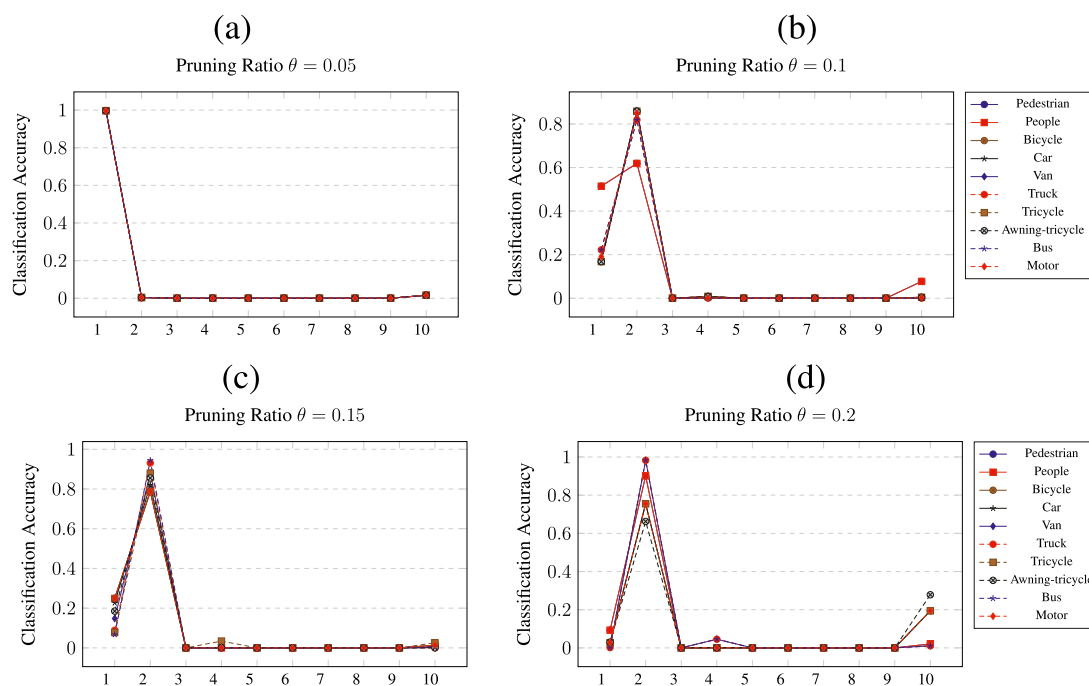 (a)
Pruning Ratio θ = 0.05
Classification Accuracy
1
0.8
0.6
0.4
0.2
0
1 2 3 4 5 6 7 8 9 10
(b)
Pruning Ratio θ = 0.1
Classification Accuracy
0.8
0.6
0.4
0.2
0
1 2 3 4 5 6 7 8 9 10
Pedestrian
People
Bicycle
Car
Van
Truck
Tricycle
Awning-tricycle
Bus
Motor
(c)
Pruning Ratio θ = 0.15
Classification Accuracy
1
0.8
0.6
0.4
0.2
0
1 2 3 4 5 6 7 8 9 10
(d)
Pruning Ratio θ = 0.2
Classification Accuracy
1
0.8
0.6
0.4
0.2
0
1 2 3 4 5 6 7 8 9 10
Pedestrian
People
Bicycle
Car
Van
Truck
Tricycle
Awning-tricycle
Bus
Motor